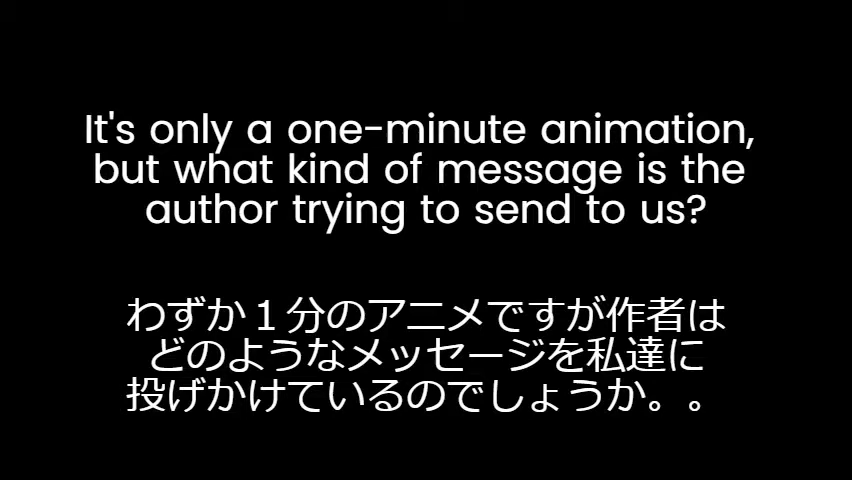 It's only a one-minute animation,
but what kind of message is the
author trying to send to us?
わずか１分のアニメですが作者は
どのようなメッセージを私達に
投げかけているのでしょうか。。